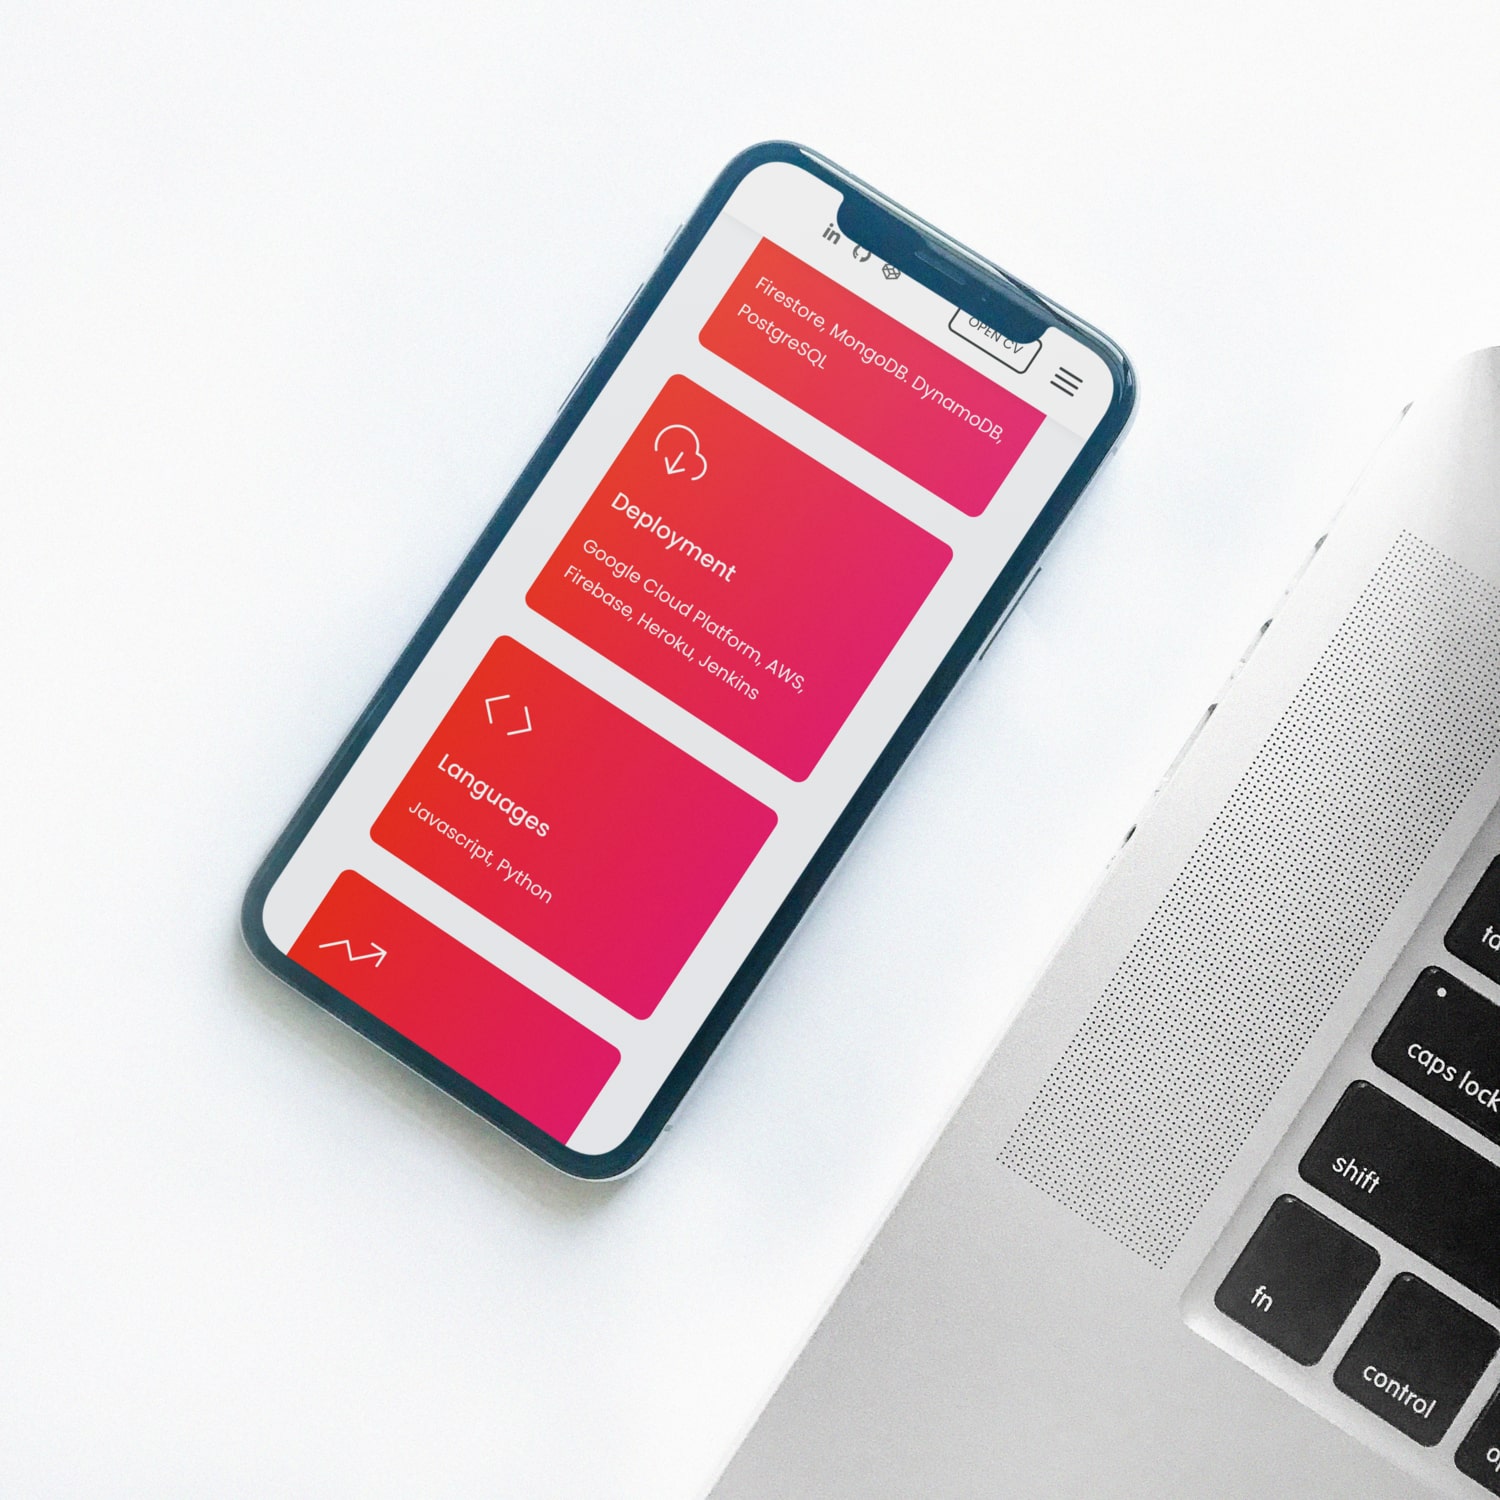 in
OPEN CV
Firestore, MongoDB. DynamoDB,
PostgreSQL
Deployment
Google Cloud Platform, AWS,
Firebase, Heroku, Jenkins
Languages
Javascript, Python
caps lock
shift
fn
control